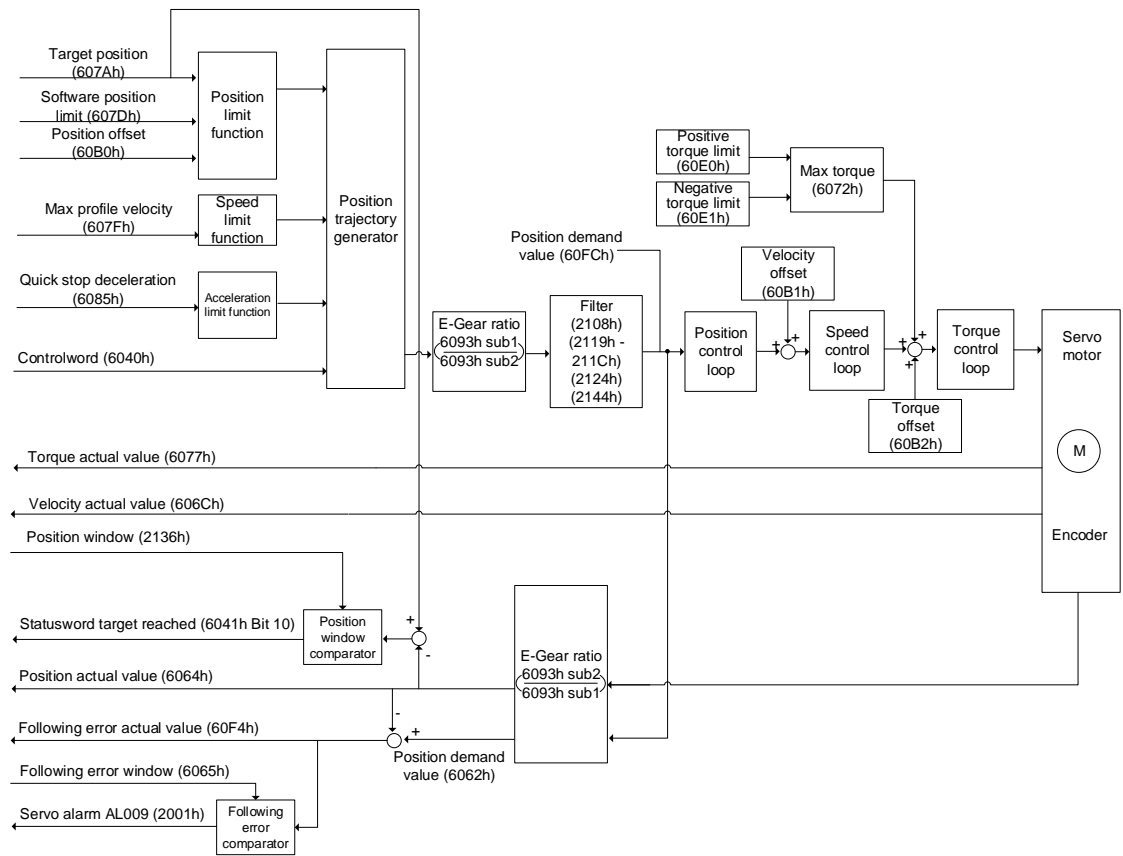 Target position
(607Ah)
Software position
limit (607Dh)
Position offset
(60B0h)
Position
limit
function
Max profile velocity
(607Fh)
Speed
limit
function
Quick stop deceleration
(6085h)
Acceleration
limit function
Controlword (6040h)
Position
trajectory
generator
E-Gear ratio
6093h sub1
6093h sub2
Filter
(2108h)
(2119h -
211Ch)
(2124h)
(2144h)
Position demand
value (60FCh)
Position
control
loop
Positive
torque limit
(60E0h)
Negative
torque limit
(60E1h)
Max torque
(6072h)
Velocity
offset
(60B1h)
+
+
Speed
control
loop
+
+
+
Torque
offset
(60B2h)
Torque
control
loop
Servo
motor
M
Encoder
Torque actual value (6077h)
Velocity actual value (606Ch)
Position window (2136h)
Statusword target reached (6041h Bit 10)
Position
window
comparator
+
-
Position actual value (6064h)
E-Gear ratio
6093h sub2
6093h sub1
-
+
Following error actual value (60F4h)
Position demand
value (6062h)
Following error window (6065h)
Servo alarm AL009 (2001h)
Following
error
comparator